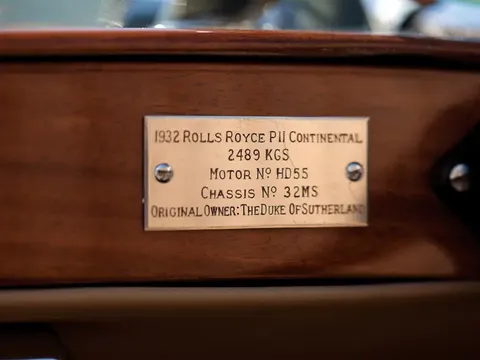 1932 ROLLS ROYCE PII CONTINENTAL
2489 KGS
MOTOR Nº HD55
CHASSIS Nº 32MS
ORIGINAL OWNER: THE DUKE OF SUTHERLAND